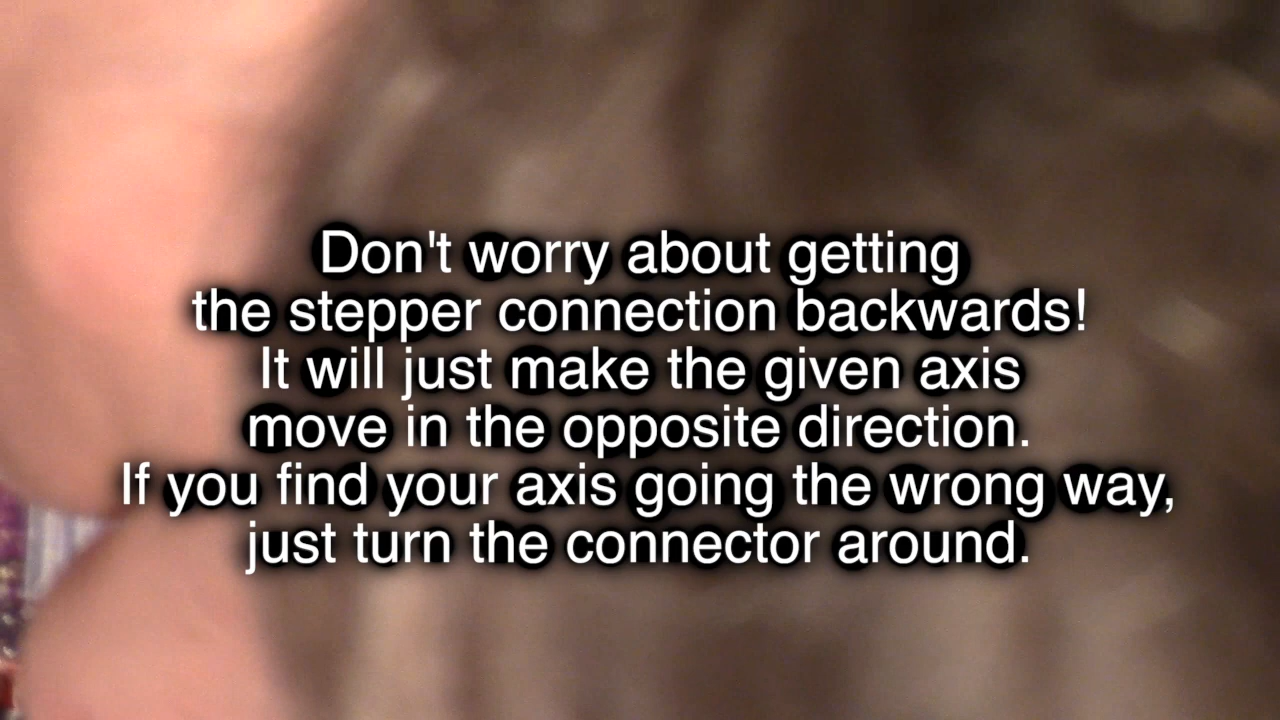 Don't worry about getting
the stepper connection backwards!
It will just make the given axis
move in the opposite direction.
If you find your axis going the wrong way,
just turn the connector around.